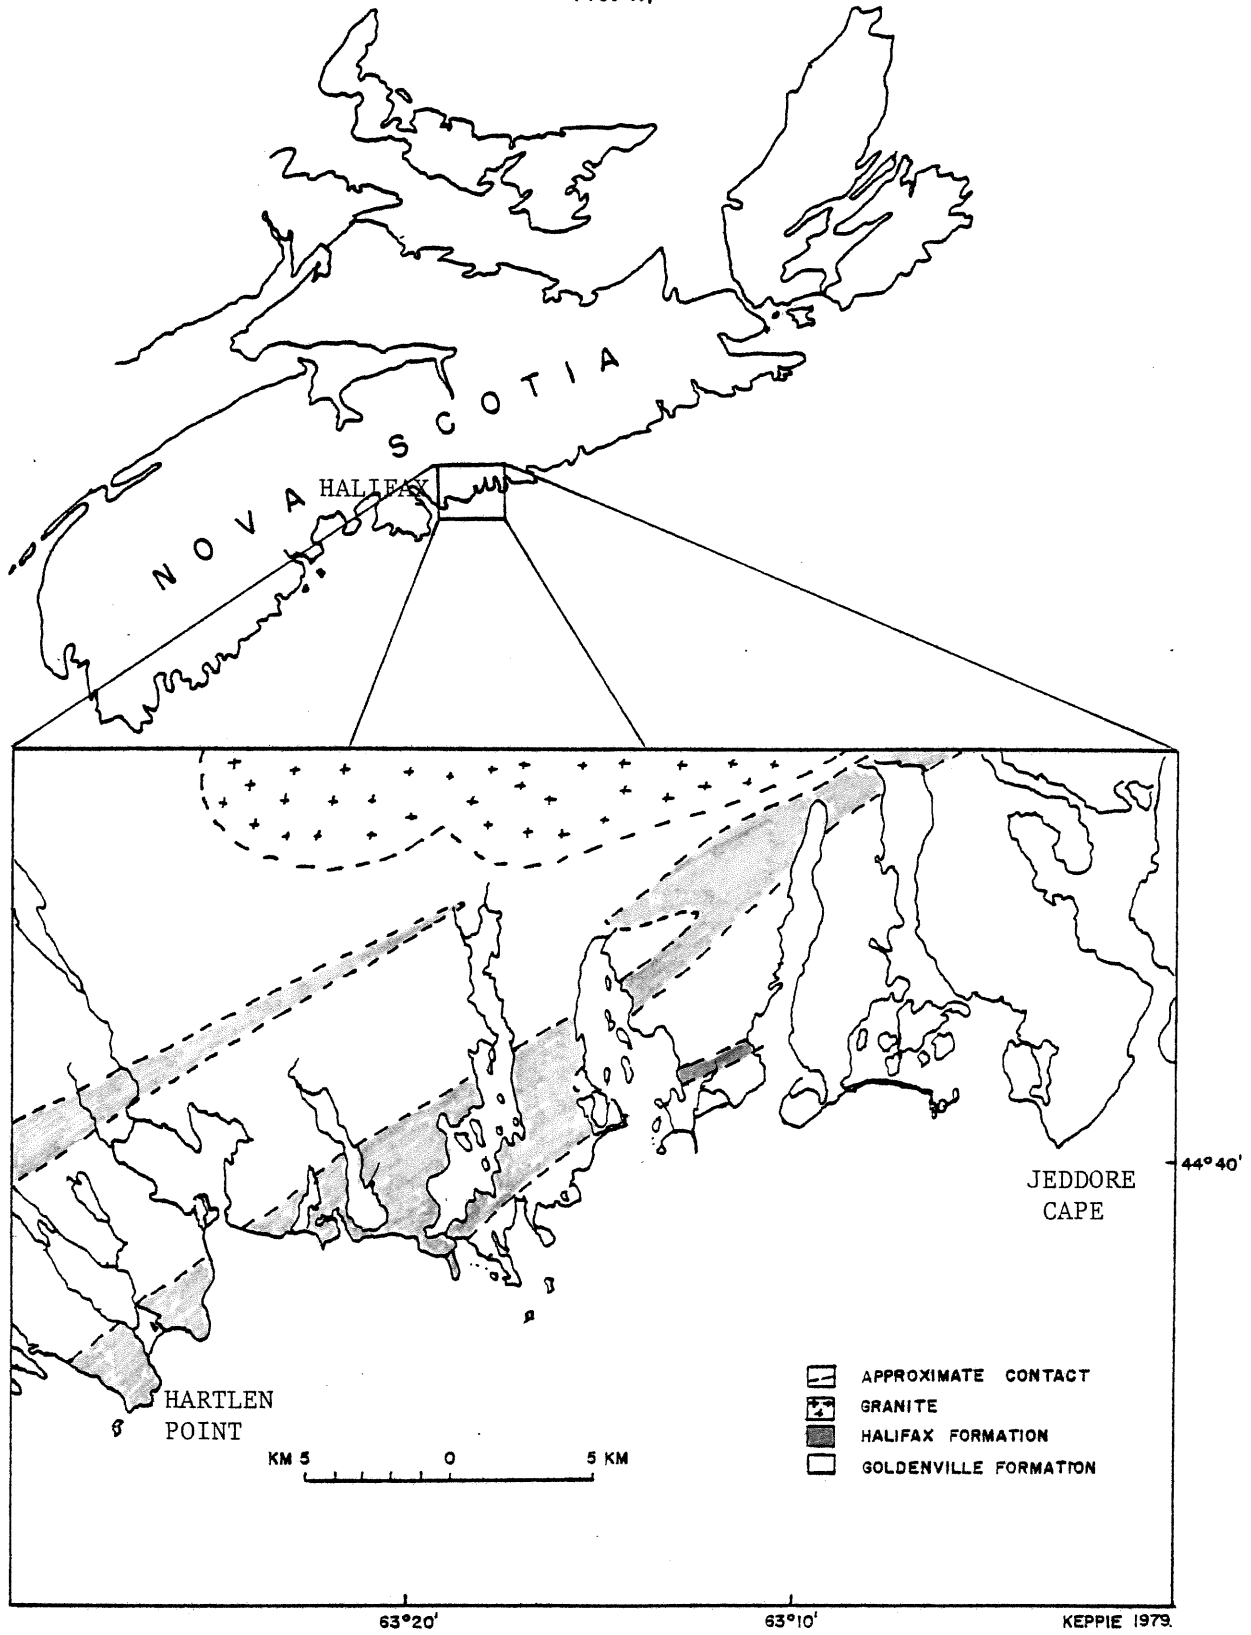 NOVA SCOTIA
HALIFAX
44°40'
JEDDORE
CAPE
HARTLEN
POINT
APPROXIMATE CONTACT
GRANITE
HALIFAX FORMATION
GOLDENVILLE FORMATION
KM 5 0 5 KM
63°20' 63°10' KEPPIE 1979.